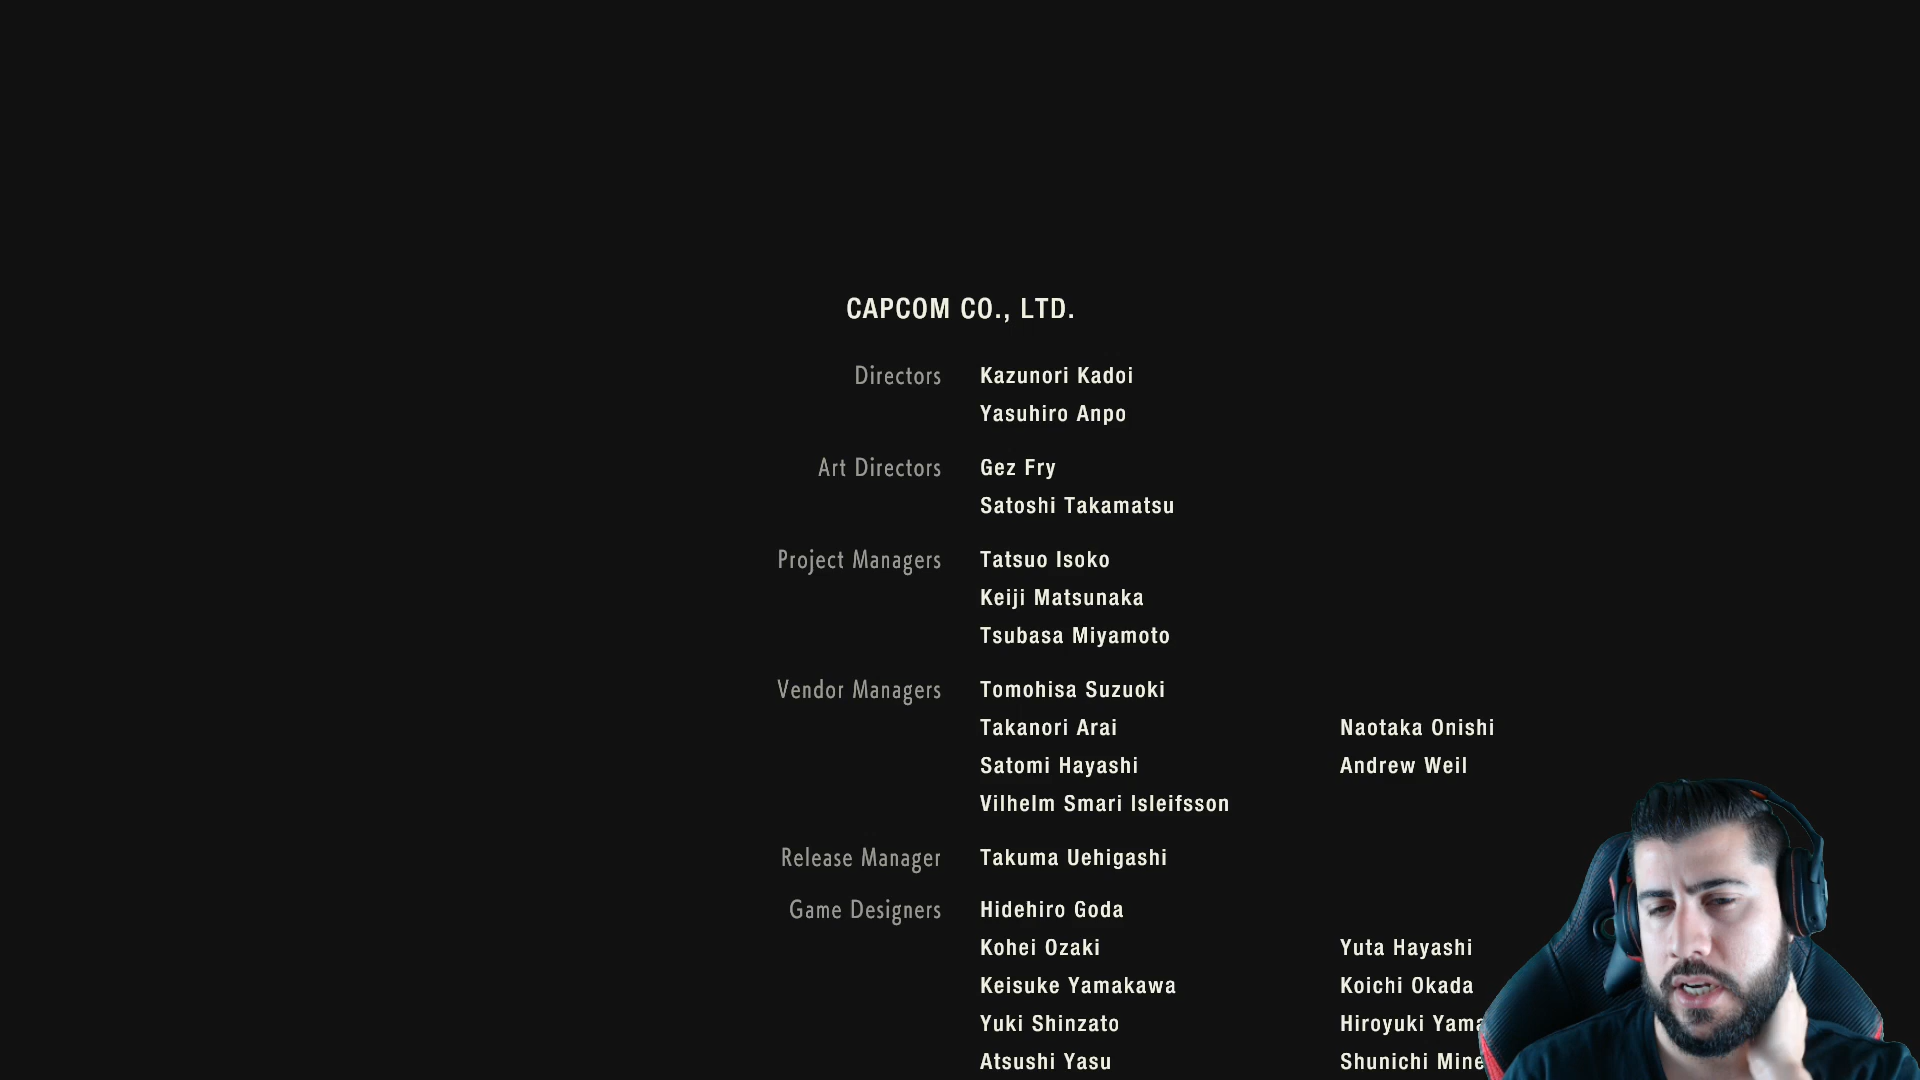 CAPCOM CO., LTD.
Directors Kazunori Kadoi
Yasuhiro Anpo
Art Directors Gez Fry
Satoshi Takamatsu
Project Managers Tatsuo Isoko
Keiji Matsunaka
Tsubasa Miyamoto
Vendor Managers Tomohisa Suzuoki
Takanori Arai Naotaka Onishi
Satomi Hayashi Andrew Weil
Vilhelm Smari Isleifsson
Release Manager Takuma Uehigashi
Game Designers Hidehiro Goda
Kohei Ozaki Yuta Hayashi
Keisuke Yamakawa Koichi Okada
Yuki Shinzato Hiroyuki
Atsushi Yasu Shunichi